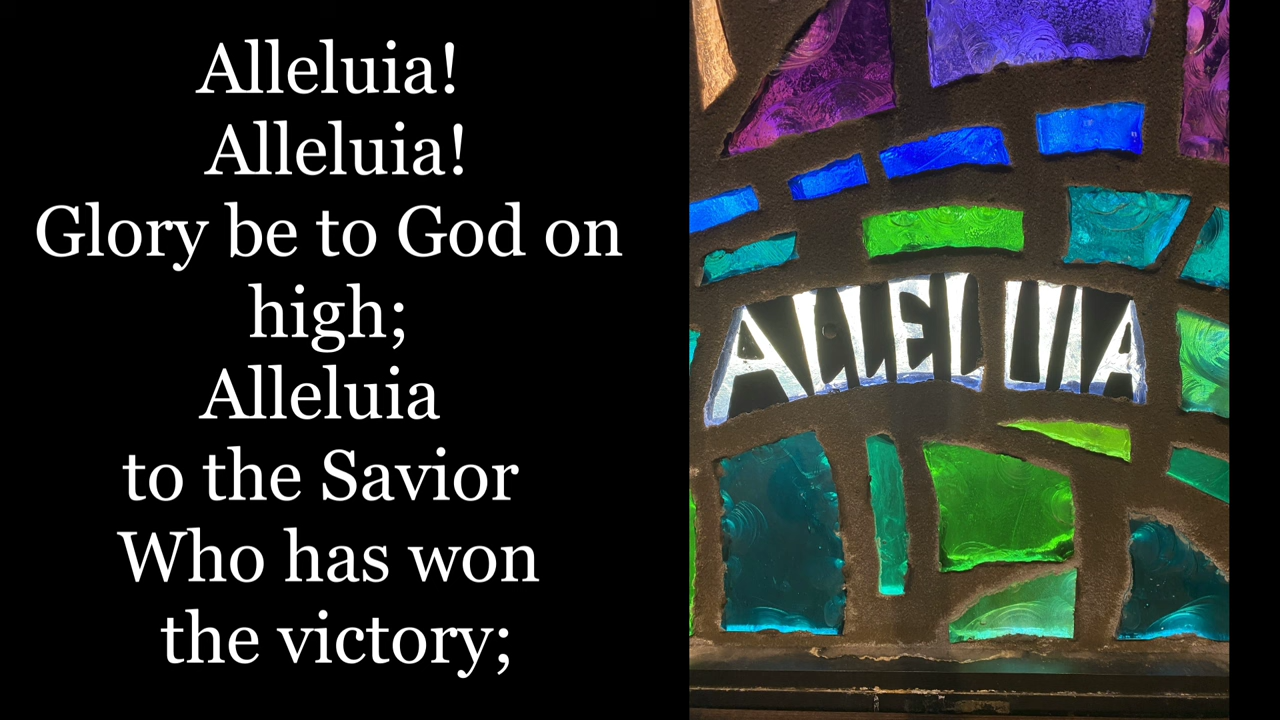 Alleluia!
Alleluia!
Glory be to God on
high;
Alleluia
to the Savior
Who has won
the victory;
ALLELUIA